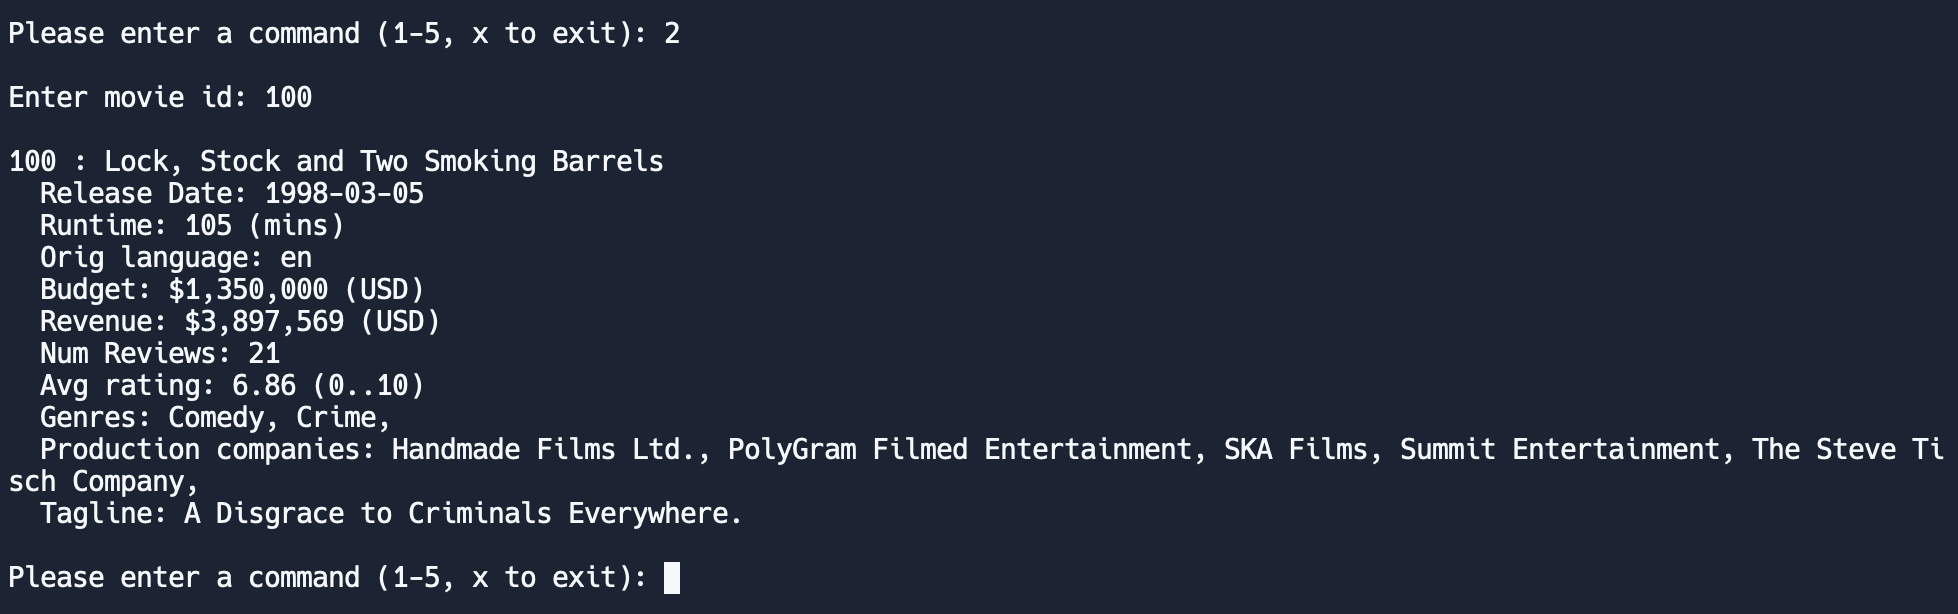 Please enter a command (1-5, x to exit): 2
Enter movie id: 100
100 : Lock, Stock and Two Smoking Barrels
Release Date: 1998-03-05
Runtime: 105 (mins)
Orig language: en
Budget: $1,350,000 (USD)
Revenue: $3,897,569 (USD)
Num Reviews: 21
Avg rating: 6.86 (0..10)
Genres: Comedy, Crime,
Production companies: Handmade Films Ltd., PolyGram Filmed Entertainment, SKA Films, Summit Entertainment, The Steve Ti
sch Company,
Tagline: A Disgrace to Criminals Everywhere.
Please enter a command (1-5, x to exit):